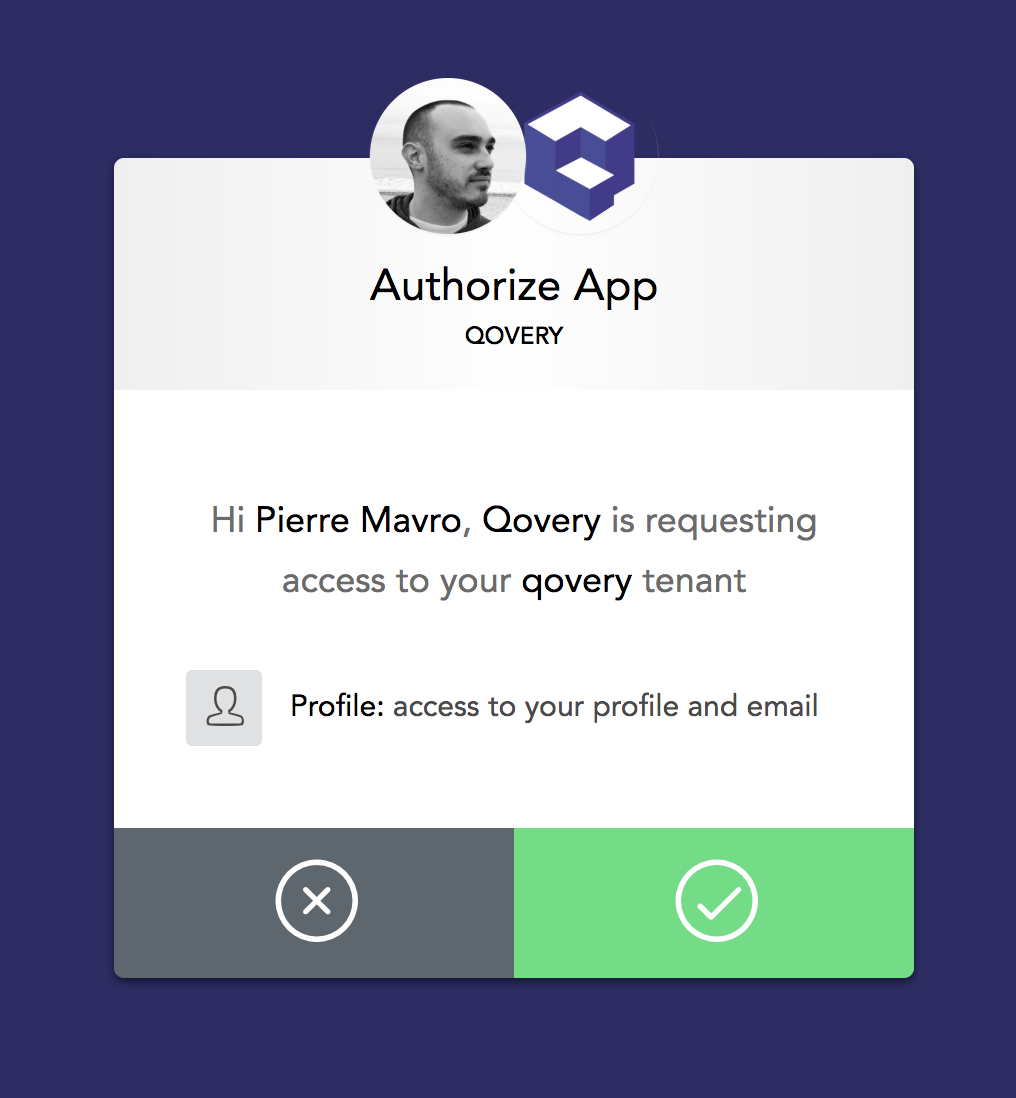 Authorize App
QOVERY
Hi Pierre Mavro, Qovery is requesting
access to your qovery tenant
Profile: access to your profile and email